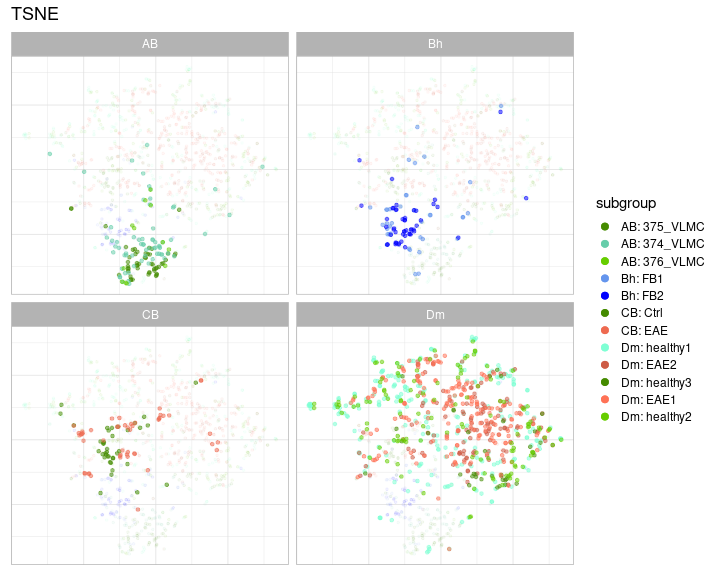 TSNE
AB
Bh
CB
Dm
subgroup
AB: 375_VLMC
AB: 374_VLMC
AB: 376_VLMC
Bh: FB1
Bh: FB2
CB: Ctrl
CB: EAE
Dm: healthy1
Dm: EAE2
Dm: healthy3
Dm: EAE1
Dm: healthy2